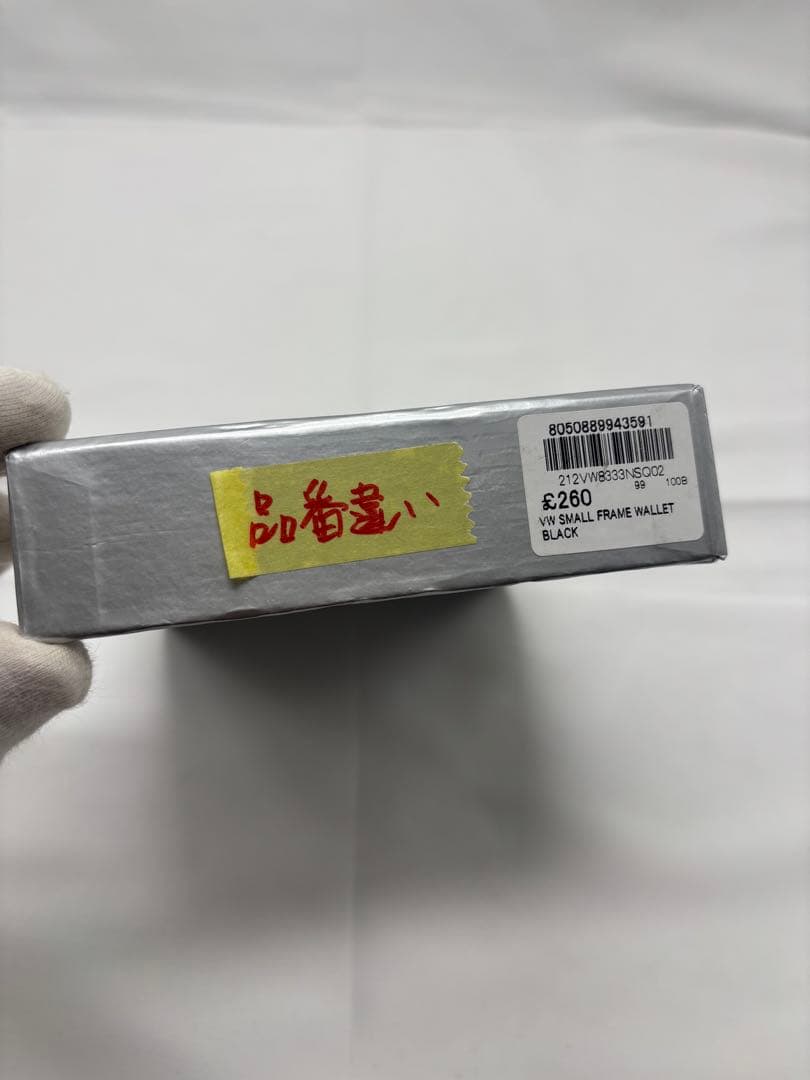 品番違い
8050889943591
212VW8333NSQ02
99 100B
£260
VW SMALL FRAME WALLET
BLACK